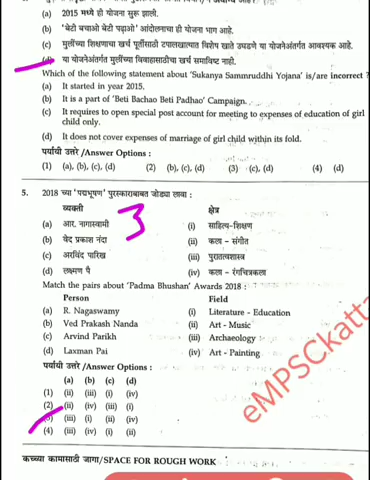 (a) 2015 मध्ये ही योजना सुरू झाली.
(b) 'बेटी बचाओ बेटी पढ़ाओ' आंदोलनाचा ही योजना भाग आहे.
(c) मुलींच्या शिक्षणाचा खर्च पूर्तीसाठी टपालखात्यात विशेष खाते उघडणे या योजनेअंतर्गत आवश्यक आहे.
(d) या योजनेअंतर्गत मुलींच्या विवाहासाठीचा खर्च समाविष्ट नाही.
Which of the following statement about 'Sukanya Sammruddhi Yojana' is/are incorrect ?
(a) It started in year 2015.
(b) It is a part of 'Beti Bachao Beti Padhao' Campaign.
(c) It requires to open special post account for meeting to expenses of education of girl
child only.
(d) It does not cover expenses of marriage of girl child within its fold.
पर्यायी उत्तरे /Answer Options :
(1) (a), (b), (c), (d) (2) (b), (c), (d) (3) (c), (d) (4) (d)
5. 2018 च्या 'पद्मभूषण' पुरस्काराबाबत जोड्या लावा :
व्यक्ती क्षेत्र
(a) आर. नागास्वामी (i) साहित्य-शिक्षण
(b) वेद प्रकाश नंदा (ii) कला - संगीत
3
(c) अरविंद पारिख (iii) पुरातत्वशास्त्र
(d) लक्ष्मण पै (iv) कला - रंगचित्रकला
Match the pairs about 'Padma Bhushan' Awards 2018 :
Person Field
(a) R. Nagaswamy (i) Literature - Education
(b) Ved Prakash Nanda (ii) Art - Music
(c) Arvind Parikh (iii) Archaeology
(d) Laxman Pai (iv) Art - Painting
पर्यायी उत्तरे /Answer Options :
(a) (b) (c) (d)
(1) (ii) (iii) (i) (iv)
(2) (ii) (iv) (iii) (i)
(3) (iii) (i) (ii) (iv)
(4) (iii) (iv) (i) (ii)
eMPSCkatta
कच्च्या कामासाठी जागा/SPACE FOR ROUGH WORK